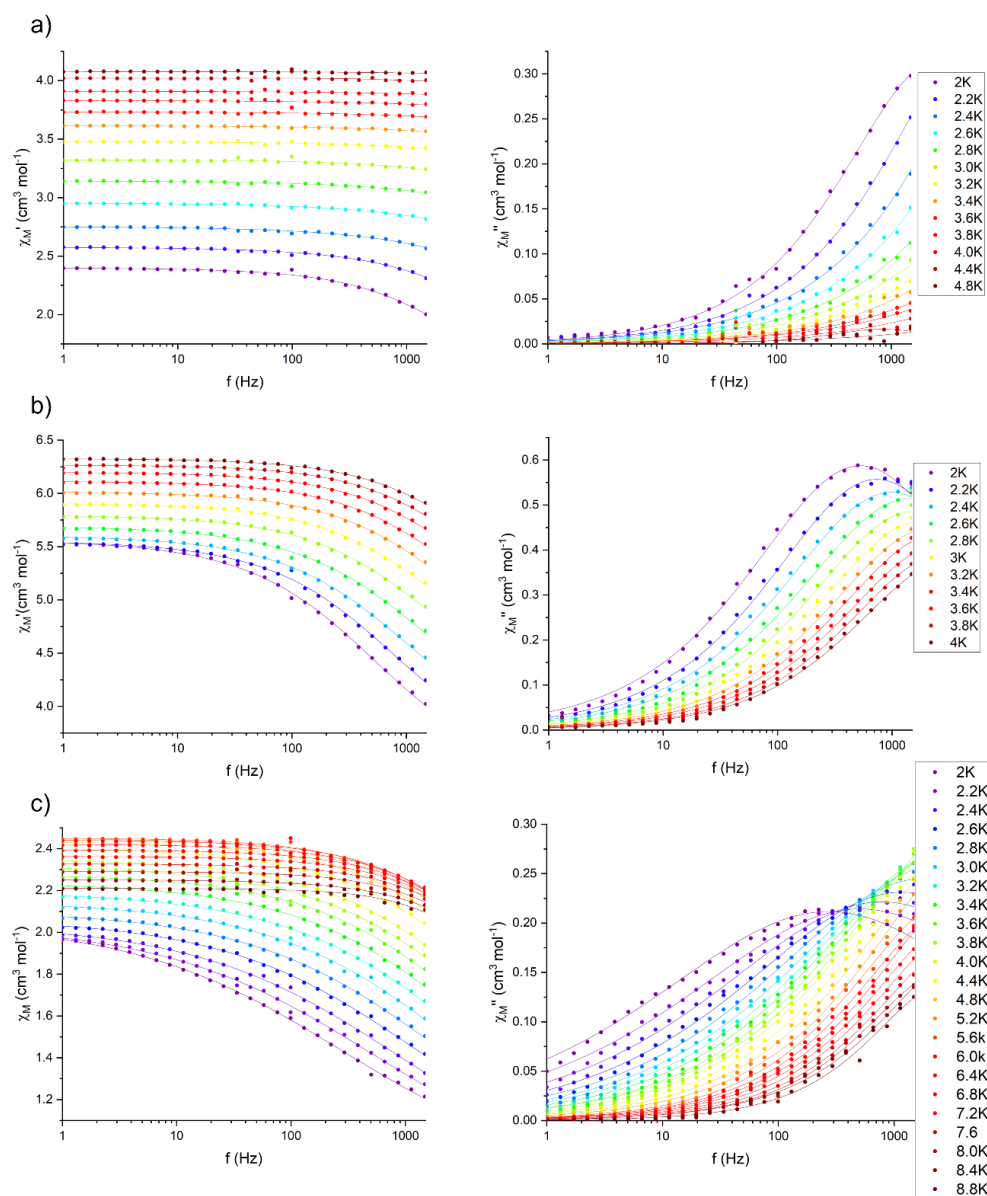 a)
4.0
3.5
3.0
2.5
2.0
χM' (cm3 mol-1)
1
10
100
1000
f (Hz)
0.30
0.25
0.20
0.15
0.10
0.05
0.00
χM'' (cm3 mol-1)
1
10
100
1000
f (Hz)
2K
2.2K
2.4K
2.6K
2.8K
3.0K
3.2K
3.4K
3.6K
3.8K
4.0K
4.4K
4.8K
b)
6.5
6.0
5.5
5.0
4.5
4.0
χM'(cm3 mol-1)
1
10
100
1000
f (Hz)
0.6
0.5
0.4
0.3
0.2
0.1
0.0
χM'' (cm3 mol-1)
1
10
100
1000
f (Hz)
2K
2.2K
2.4K
2.6K
2.8K
3K
3.2K
3.4K
3.6K
3.8K
4K
c)
2.4
2.2
2.0
1.8
1.6
1.4
1.2
χM (cm3 mol-1)
1
10
100
1000
f (Hz)
0.30
0.25
0.20
0.15
0.10
0.05
0.00
χM'' (cm3 mol-1)
1
10
100
1000
f (Hz)
2K
2.2K
2.4K
2.6K
2.8K
3.0K
3.2K
3.4K
3.6K
3.8K
4.0K
4.4K
4.8K
5.2K
5.6k
6.0k
6.4K
6.8K
7.2K
7.6
8.0K
8.4K
8.8K